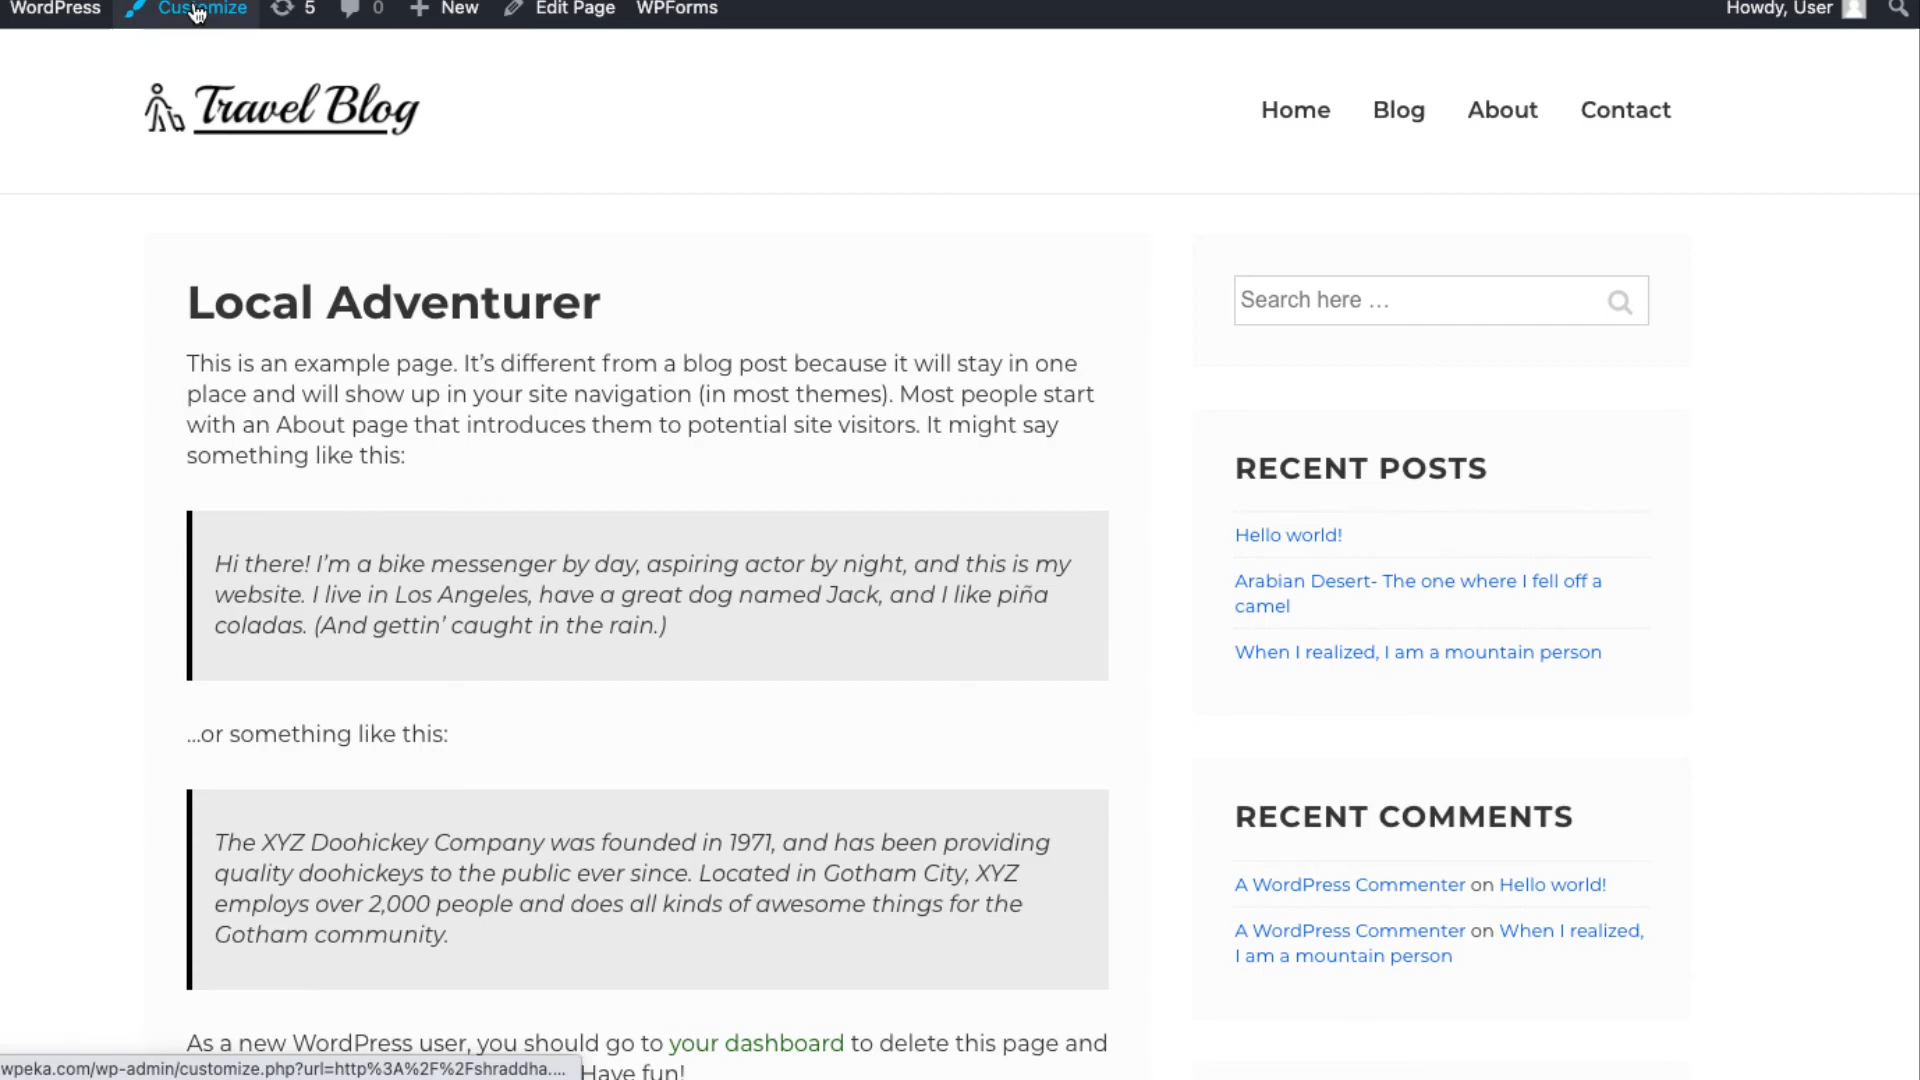 WordPress Customize 5 0 New Edit Page WPForms Howdy, User
Travel Blog
Home Blog About Contact
Local Adventurer
This is an example page. It’s different from a blog post because it will stay in one
place and will show up in your site navigation (in most themes). Most people start
with an About page that introduces them to potential site visitors. It might say
something like this:
Hi there! I’m a bike messenger by day, aspiring actor by night, and this is my
website. I live in Los Angeles, have a great dog named Jack, and I like piña
coladas. (And gettin’ caught in the rain.)
…or something like this:
The XYZ Doohickey Company was founded in 1971, and has been providing
quality doohickeys to the public ever since. Located in Gotham City, XYZ
employs over 2,000 people and does all kinds of awesome things for the
Gotham community.
As a new WordPress user, you should go to your dashboard to delete this page and
Have fun!
Search here …
RECENT POSTS
Hello world!
Arabian Desert- The one where I fell off a
camel
When I realized, I am a mountain person
RECENT COMMENTS
A WordPress Commenter on Hello world!
A WordPress Commenter on When I realized,
I am a mountain person
wpeka.com/wp-admin/customize.php?url=http%3A%2F%2Fshraddha....